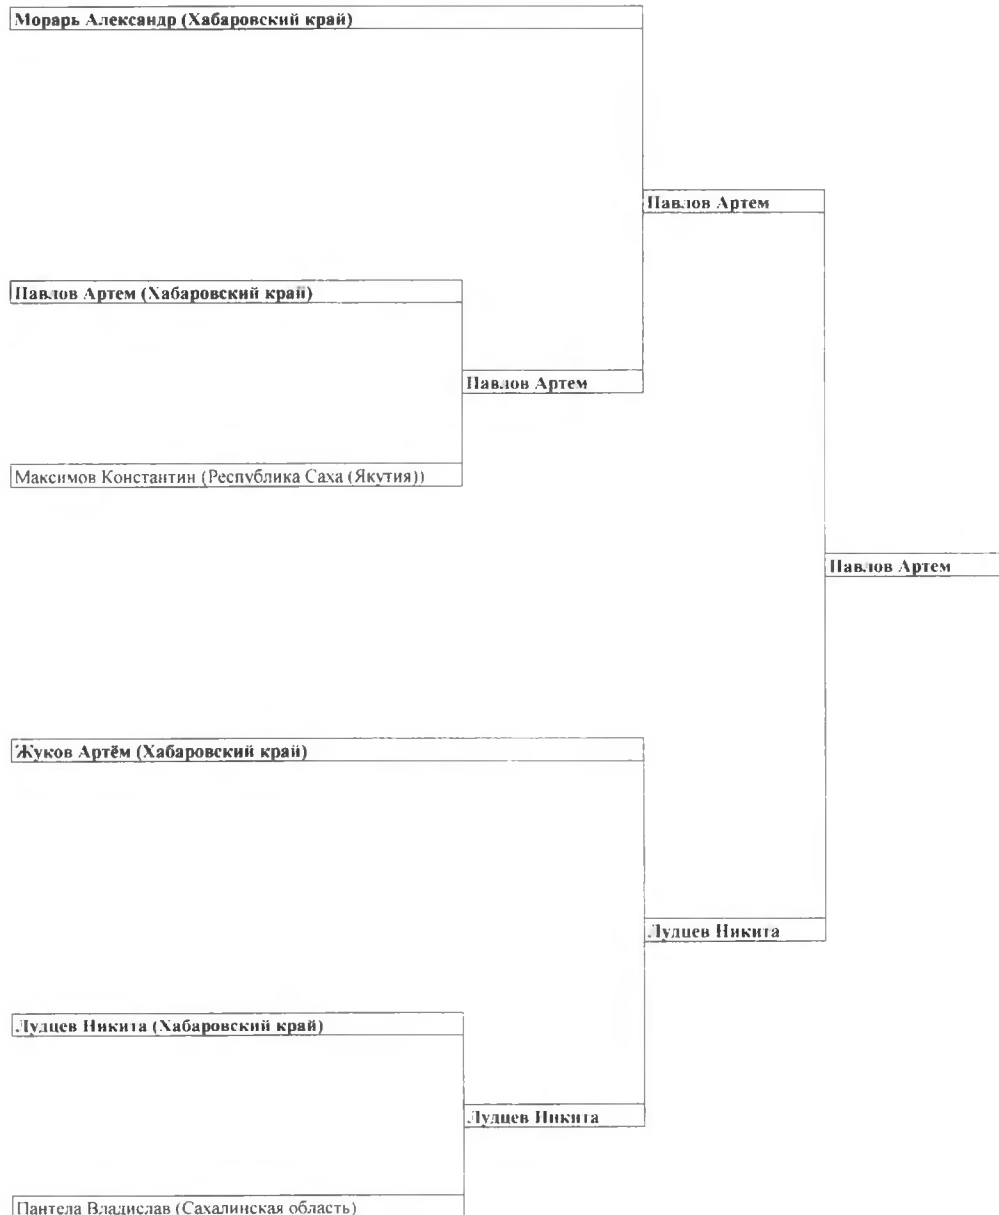 Морарь Александр (Хабаровский край)
Павлов Артем
Павлов Артем (Хабаровский край)
Павлов Артем
Максимов Константин (Республика Саха (Якутия))
Павлов Артем
Жуков Артём (Хабаровский край)
Лудцев Никита
Лудцев Никита (Хабаровский край)
Лудцев Никита
Пантела Владислав (Сахалинская область)